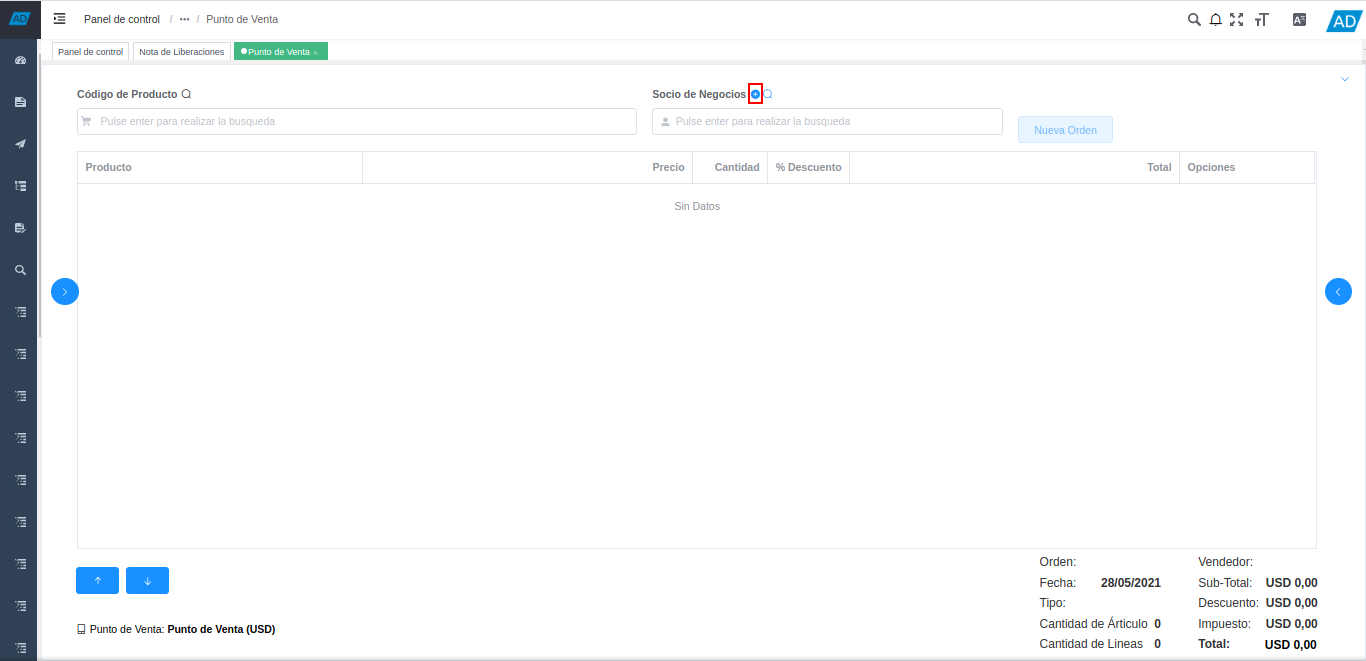 AD Panel de control / ··· / Punto de Venta AD
Panel de control Nota de Liberaciones Punto de Venta ×
Código de Producto Socio de Negocios
Pulse enter para realizar la busqueda Pulse enter para realizar la busqueda Nueva Orden
Producto Precio Cantidad % Descuento Total Opciones
Sin Datos
Orden: Vendedor:
Fecha: 28/05/2021 Sub-Total: USD 0,00
Tipo: Descuento: USD 0,00
Cantidad de Árticulo 0 Impuesto: USD 0,00
Punto de Venta: Punto de Venta (USD)
Cantidad de Lineas 0 Total: USD 0,00